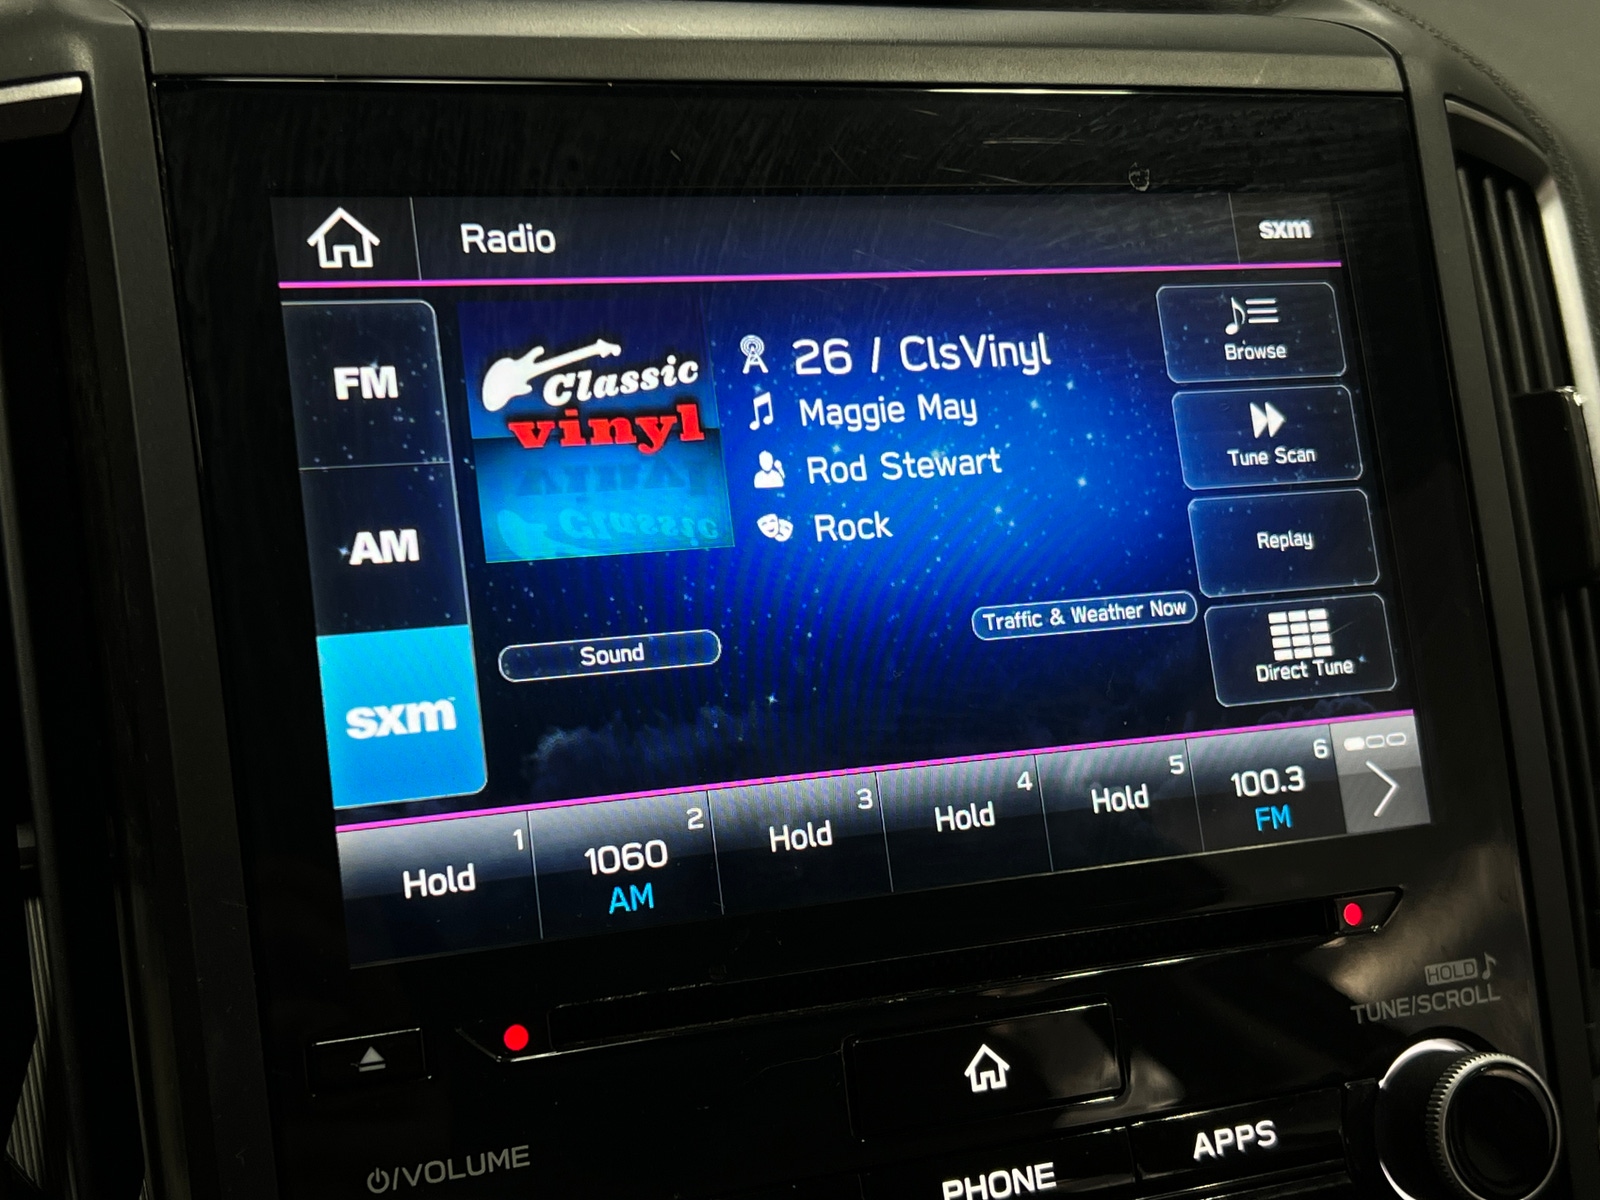 Radio
sxm
FM
AM
sxm
Classic
vinyl
26 / ClsVinyl
Maggie May
Rod Stewart
Rock
Browse
Tune Scan
Replay
Direct Tune
Sound
Traffic & Weather Now
1
Hold
2
1060
AM
3
Hold
4
Hold
5
Hold
6
100.3
FM
HOLD
TUNE/SCROLL
/VOLUME
PHONE
APPS